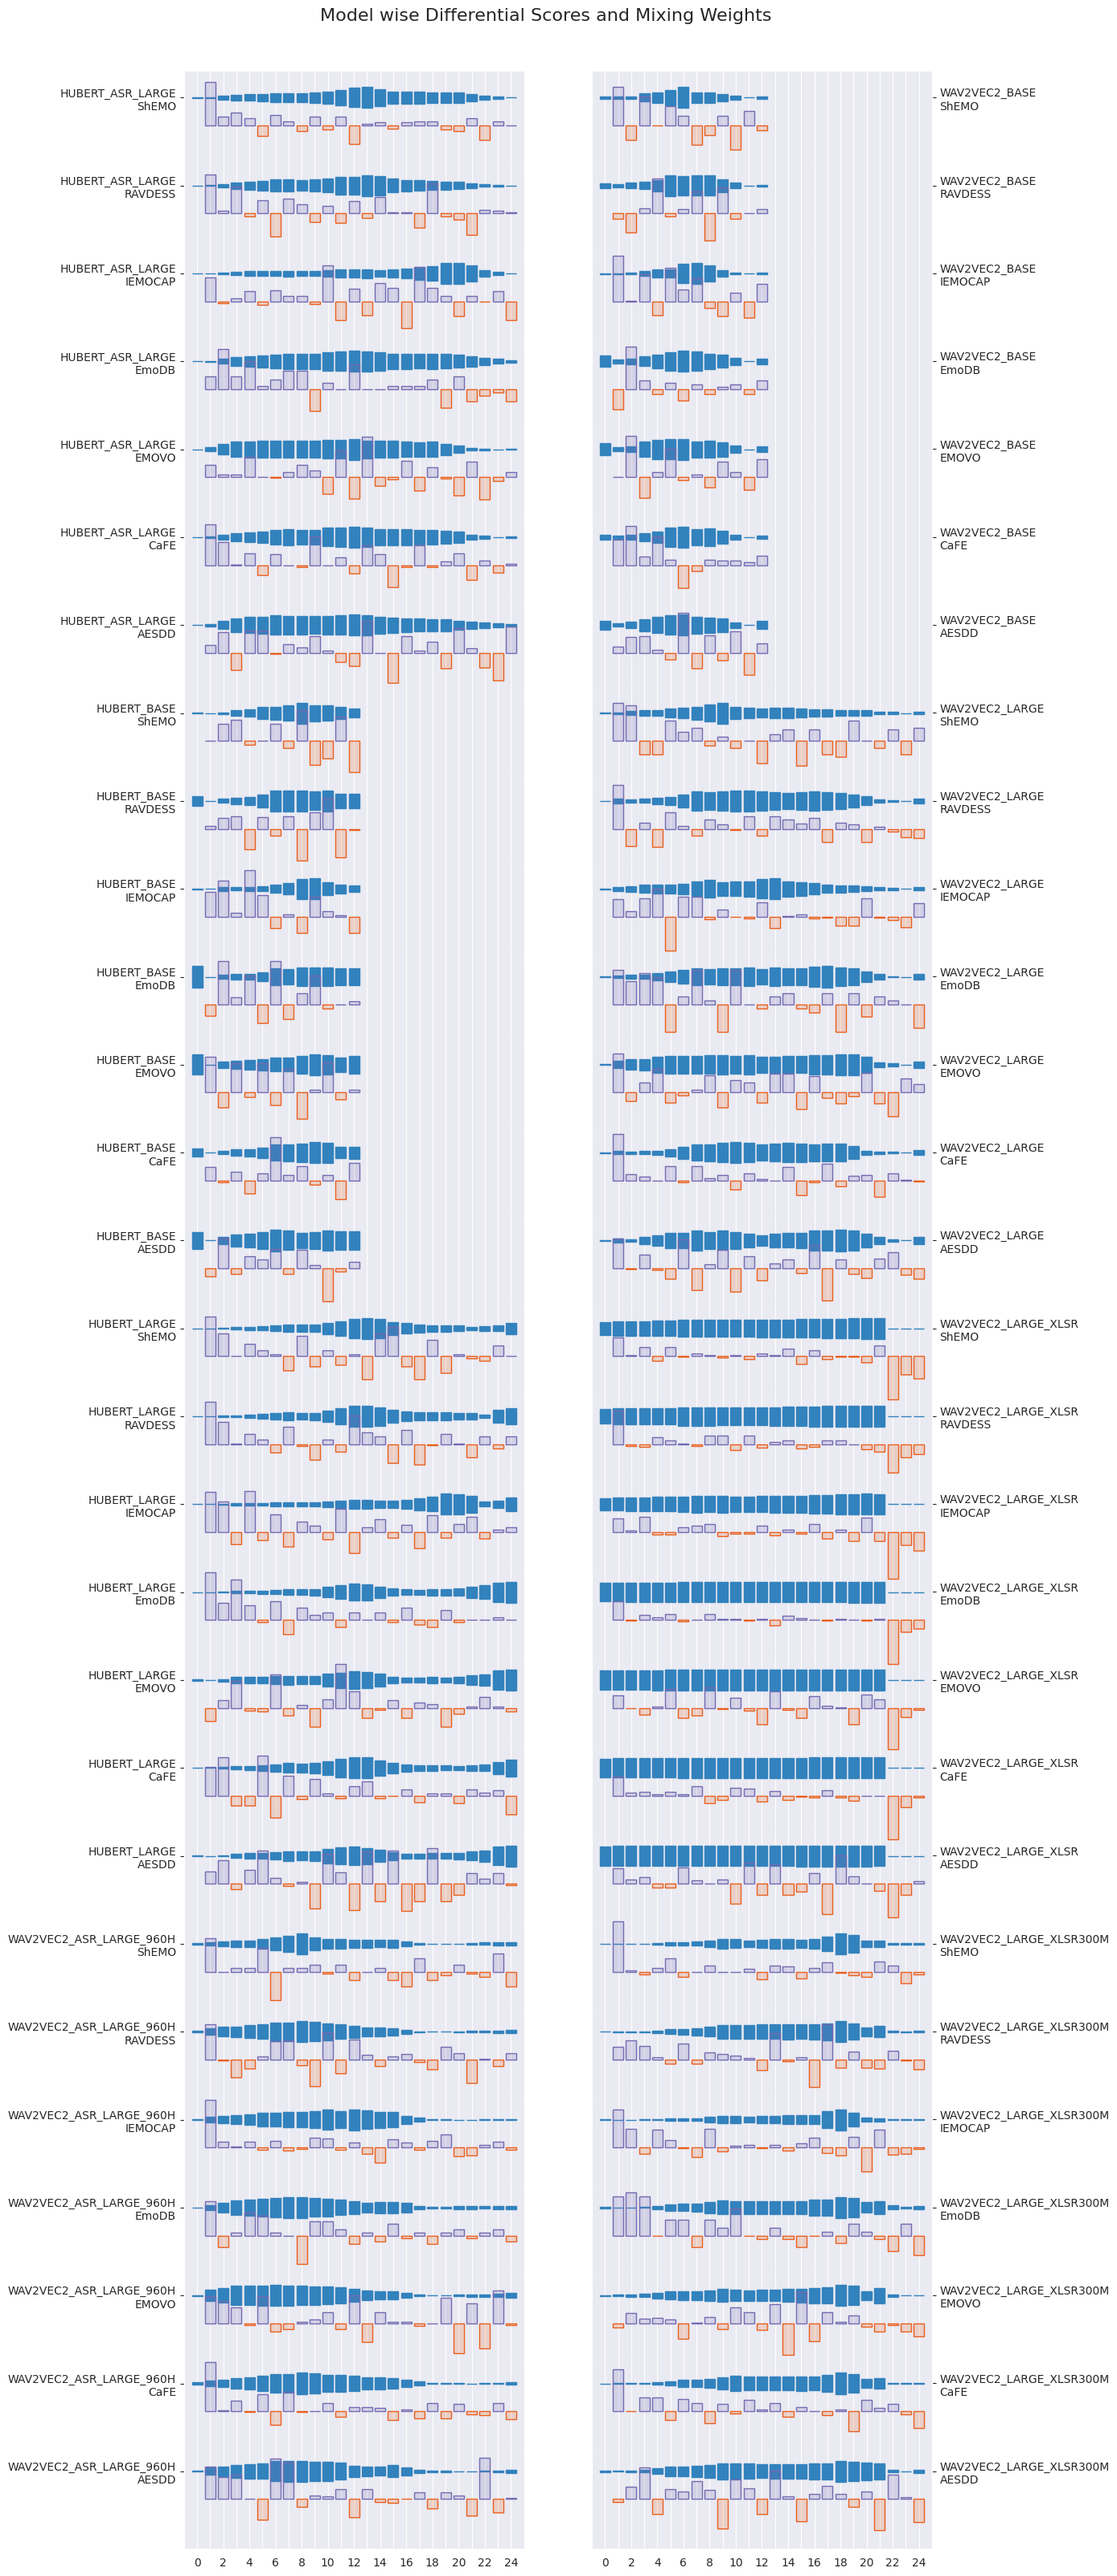 Model wise Differential Scores and Mixing Weights
HUBERT_ASR_LARGE
ShEMO
HUBERT_ASR_LARGE
RAVDESS
HUBERT_ASR_LARGE
IEMOCAP
HUBERT_ASR_LARGE
EmoDB
HUBERT_ASR_LARGE
EMOVO
HUBERT_ASR_LARGE
CaFE
HUBERT_ASR_LARGE
AESDD
HUBERT_BASE
ShEMO
HUBERT_BASE
RAVDESS
HUBERT_BASE
IEMOCAP
HUBERT_BASE
EmoDB
HUBERT_BASE
EMOVO
HUBERT_BASE
CaFE
HUBERT_BASE
AESDD
HUBERT_LARGE
ShEMO
HUBERT_LARGE
RAVDESS
HUBERT_LARGE
IEMOCAP
HUBERT_LARGE
EmoDB
HUBERT_LARGE
EMOVO
HUBERT_LARGE
CaFE
HUBERT_LARGE
AESDD
WAV2VEC2_ASR_LARGE_960H
ShEMO
WAV2VEC2_ASR_LARGE_960H
RAVDESS
WAV2VEC2_ASR_LARGE_960H
IEMOCAP
WAV2VEC2_ASR_LARGE_960H
EmoDB
WAV2VEC2_ASR_LARGE_960H
EMOVO
WAV2VEC2_ASR_LARGE_960H
CaFE
WAV2VEC2_ASR_LARGE_960H
AESDD
0 2 4 6 8 10 12 14 16 18 20 22 24
WAV2VEC2_BASE
ShEMO
WAV2VEC2_BASE
RAVDESS
WAV2VEC2_BASE
IEMOCAP
WAV2VEC2_BASE
EmoDB
WAV2VEC2_BASE
EMOVO
WAV2VEC2_BASE
CaFE
WAV2VEC2_BASE
AESDD
WAV2VEC2_LARGE
ShEMO
WAV2VEC2_LARGE
RAVDESS
WAV2VEC2_LARGE
IEMOCAP
WAV2VEC2_LARGE
EmoDB
WAV2VEC2_LARGE
EMOVO
WAV2VEC2_LARGE
CaFE
WAV2VEC2_LARGE
AESDD
WAV2VEC2_LARGE_XLSR
ShEMO
WAV2VEC2_LARGE_XLSR
RAVDESS
WAV2VEC2_LARGE_XLSR
IEMOCAP
WAV2VEC2_LARGE_XLSR
EmoDB
WAV2VEC2_LARGE_XLSR
EMOVO
WAV2VEC2_LARGE_XLSR
CaFE
WAV2VEC2_LARGE_XLSR
AESDD
WAV2VEC2_LARGE_XLSR300M
ShEMO
WAV2VEC2_LARGE_XLSR300M
RAVDESS
WAV2VEC2_LARGE_XLSR300M
IEMOCAP
WAV2VEC2_LARGE_XLSR300M
EmoDB
WAV2VEC2_LARGE_XLSR300M
EMOVO
WAV2VEC2_LARGE_XLSR300M
CaFE
WAV2VEC2_LARGE_XLSR300M
AESDD
0 2 4 6 8 10 12 14 16 18 20 22 24